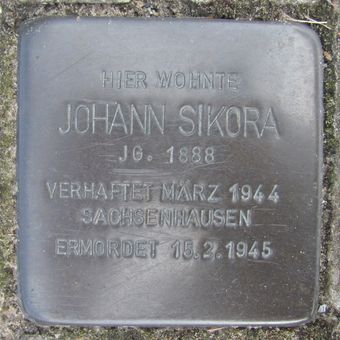 HIER WOHNTE
JOHANN SIKORA
JG. 1888
VERHAFTET MÄRZ 1944
SACHSENHAUSEN
ERMORDET 15.2.1945